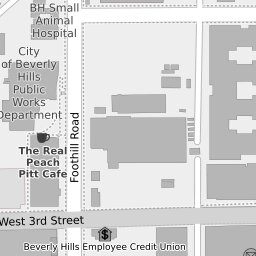 BH Small
Animal
Hospital
City
of Beverly
Hills
Public
Works
Department
The Real
Peach
Pitt Cafe
Foothill Road
West 3rd Street
$
Beverly Hills Employee Credit Union